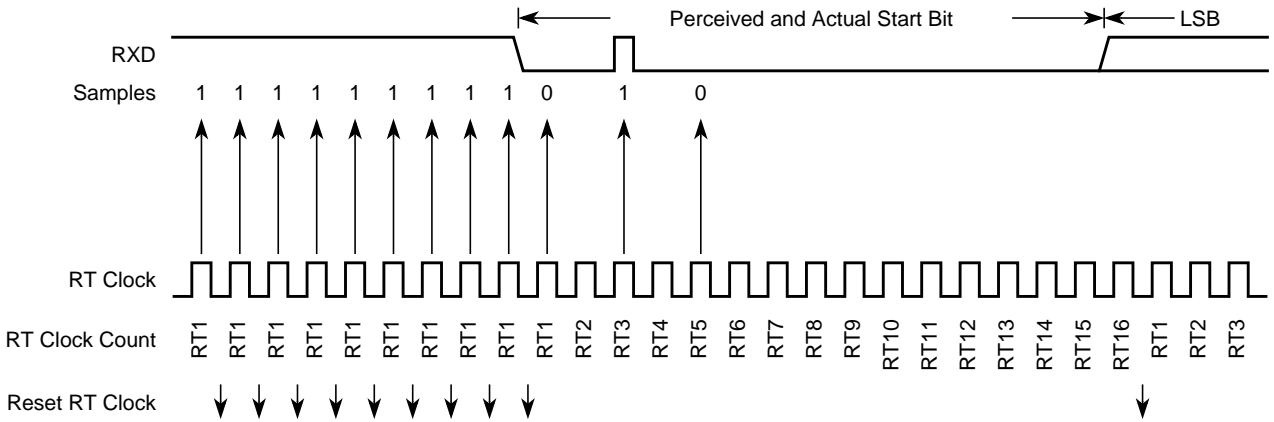 Perceived and Actual Start Bit LSB
RXD
Samples 1 1 1 1 1 1 1 1 1 0 1 0
RT Clock
RT Clock Count RT1 RT1 RT1 RT1 RT1 RT1 RT1 RT1 RT1 RT1 RT2 RT3 RT4 RT5 RT6 RT7 RT8 RT9 RT10 RT11 RT12 RT13 RT14 RT15 RT16 RT1 RT2 RT3
Reset RT Clock